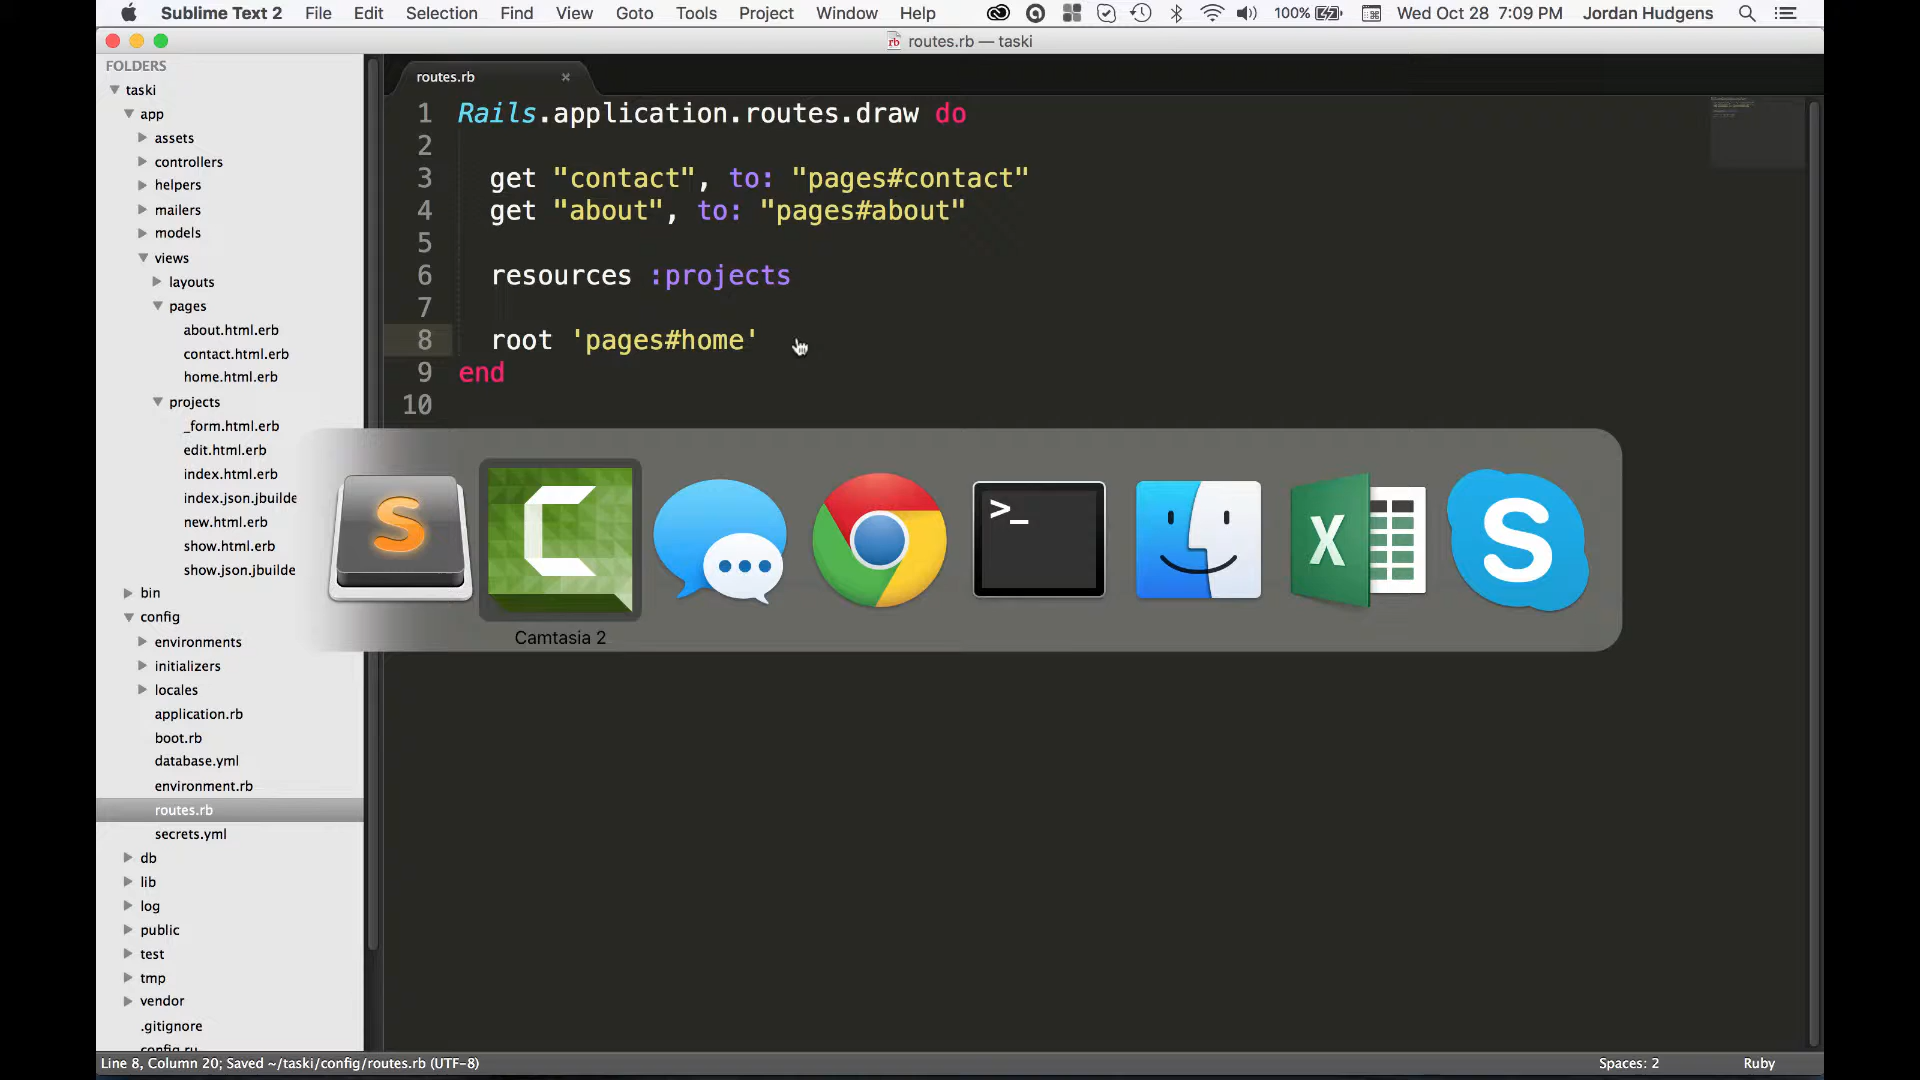 Sublime Text 2 File Edit Selection Find View Goto Tools Project Window Help 100% Wed Oct 28 7:09 PM Jordan Hudgens
routes.rb — taski
FOLDERS
taski
app
assets
controllers
helpers
mailers
models
views
layouts
pages
about.html.erb
contact.html.erb
home.html.erb
projects
_form.html.erb
edit.html.erb
index.html.erb
index.json.jbuilde
new.html.erb
show.html.erb
show.json.jbuilde
bin
config
environments
initializers
locales
application.rb
boot.rb
database.yml
environment.rb
routes.rb
secrets.yml
db
lib
log
public
test
tmp
vendor
.gitignore
config.ru
routes.rb
1 Rails.application.routes.draw do
2
3 get "contact", to: "pages#contact"
4 get "about", to: "pages#about"
5
6 resources :projects
7
8 root 'pages#home'
9 end
10
Camtasia 2
Line 8, Column 20; Saved ~/taski/config/routes.rb (UTF-8) Spaces: 2 Ruby